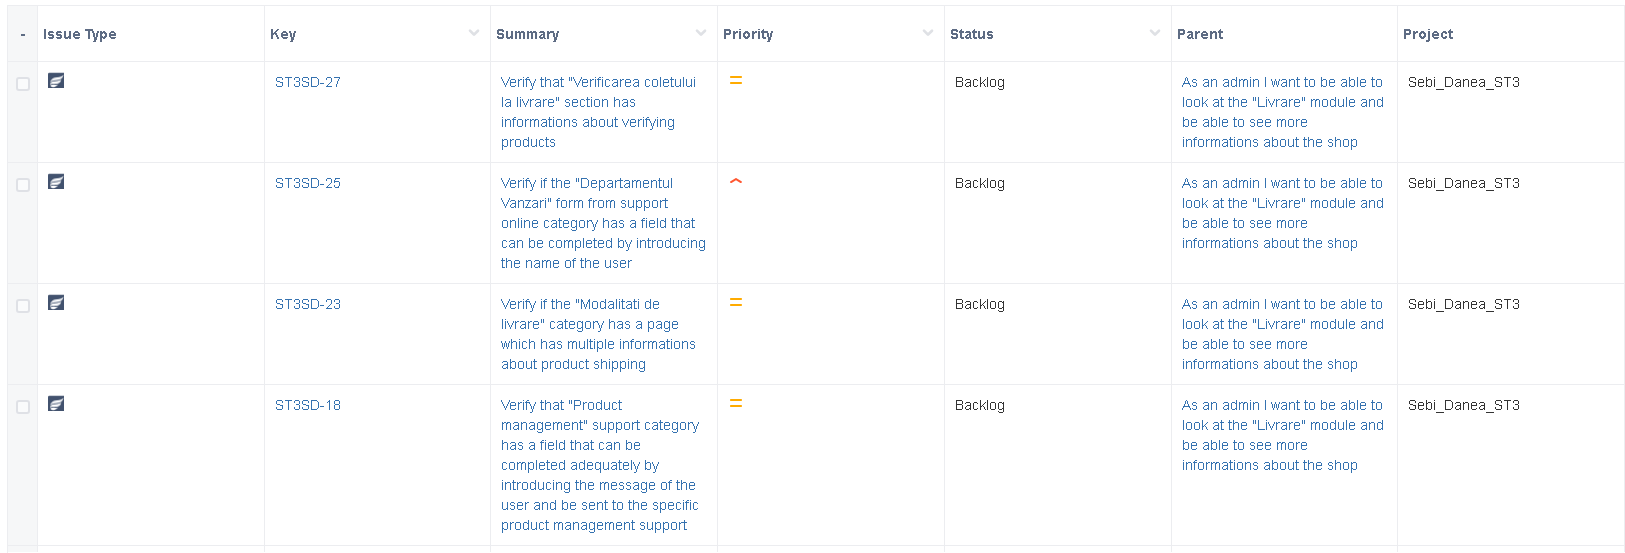 - Issue Type Key Summary Priority Status Parent Project
ST3SD-27 Verify that "Verificarea coletului Backlog As an admin I want to be able to Sebi_Danea_ST3
la livrare" section has look at the "Livrare" module and
informations about verifying be able to see more
products informations about the shop
ST3SD-25 Verify if the "Departamentul Backlog As an admin I want to be able to Sebi_Danea_ST3
Vanzari" form from support look at the "Livrare" module and
online category has a field that be able to see more
can be completed by introducing informations about the shop
the name of the user
ST3SD-23 Verify if the "Modalitati de Backlog As an admin I want to be able to Sebi_Danea_ST3
livrare" category has a page look at the "Livrare" module and
which has multiple informations be able to see more
about product shipping informations about the shop
ST3SD-18 Verify that "Product Backlog As an admin I want to be able to Sebi_Danea_ST3
management" support category look at the "Livrare" module and
has a field that can be be able to see more
completed adequately by informations about the shop
introducing the message of the
user and be sent to the specific
product management support